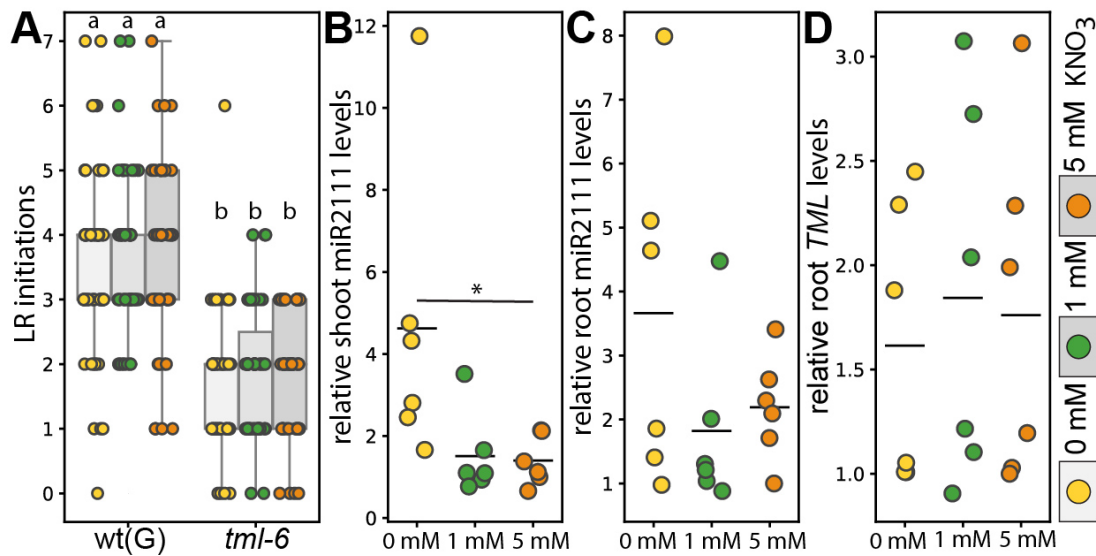 A
LR initiations
7
6
5
4
3
2
1
0
a a a
b b b
wt(G) tml-6
B
relative shoot miR2111 levels
12
10
8
6
4
2
0
*
0 mM 1 mM 5 mM
C
relative root miR2111 levels
8
7
6
5
4
3
2
1
0 mM 1 mM 5 mM
D
relative root TML levels
3.0
2.5
2.0
1.5
1.0
0 mM 1 mM 5 mM
0 mM 1 mM 5 mM KNO₃